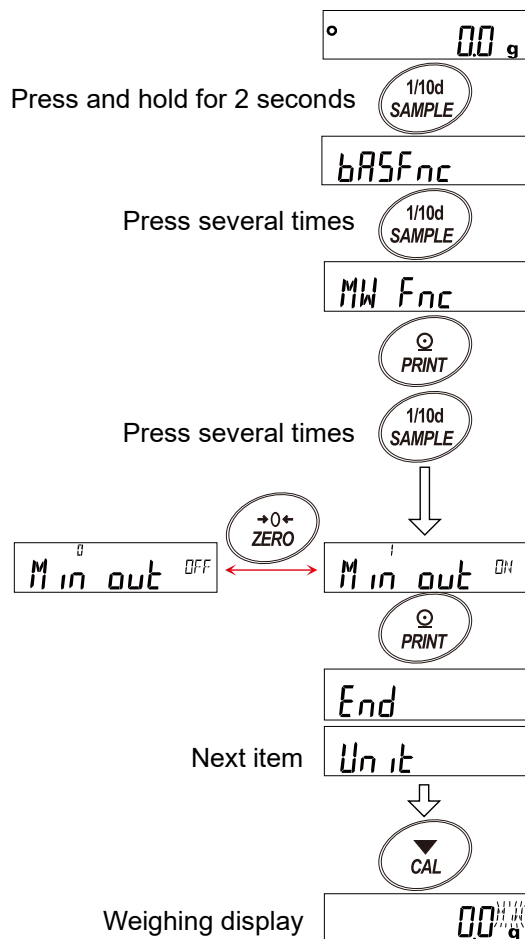 0.0 g
Press and hold for 2 seconds
1/10d
SAMPLE
bASFnc
Press several times
1/10d
SAMPLE
MW Fnc
PRINT
Press several times
1/10d
SAMPLE
→0←
ZERO
0
Min out OFF
1
Min out ON
PRINT
End
Next item
Unit
CAL
Weighing display
0.0 MW g